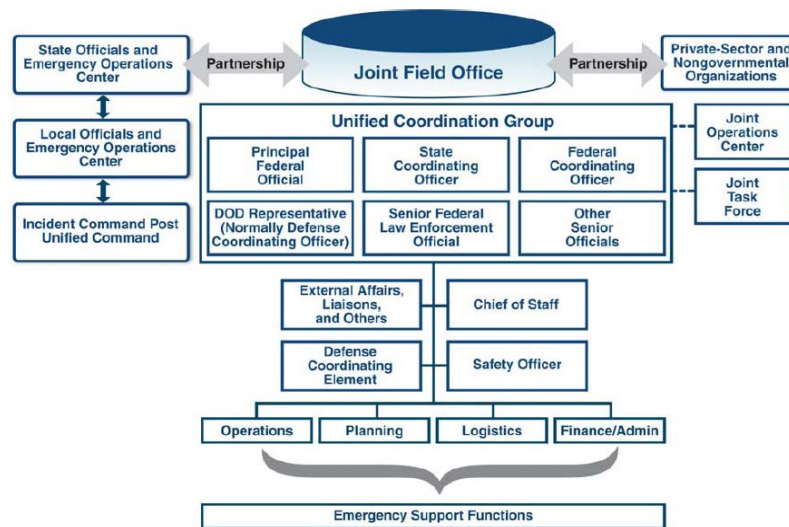 State Officials and
Emergency Operations
Center
Partnership
Joint Field Office
Partnership
Private-Sector and
Nongovernmental
Organizations
Local Officials and
Emergency Operations
Center
Incident Command Post
Unified Command
Unified Coordination Group
Principal
Federal
Official
State
Coordinating
Officer
Federal
Coordinating
Officer
DOD Representative
(Normally Defense
Coordinating Officer)
Senior Federal
Law Enforcement
Official
Other
Senior
Officials
Joint
Operations
Center
Joint
Task
Force
External Affairs,
Liaisons,
and Others
Chief of Staff
Defense
Coordinating
Element
Safety Officer
Operations
Planning
Logistics
Finance/Admin
Emergency Support Functions